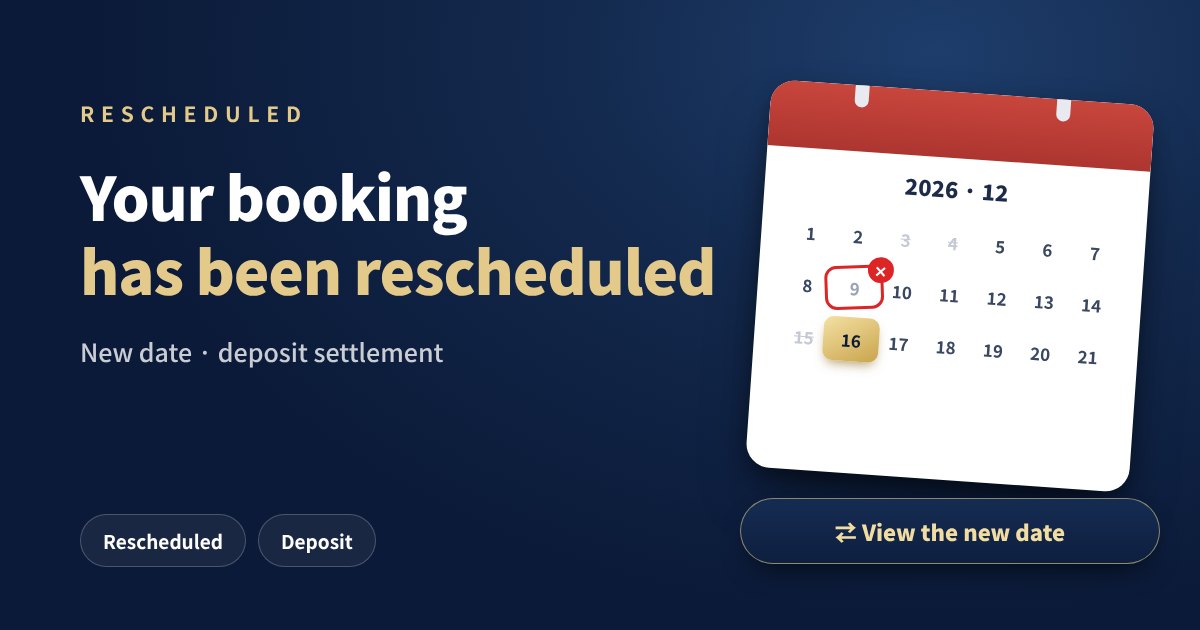 RESCHEDULED
Your booking
has been rescheduled
New date · deposit settlement
Rescheduled
Deposit
2026 · 12
1 2 3 4 5 6 7
8 9 10 11 12 13 14
15 16 17 18 19 20 21
⇄ View the new date